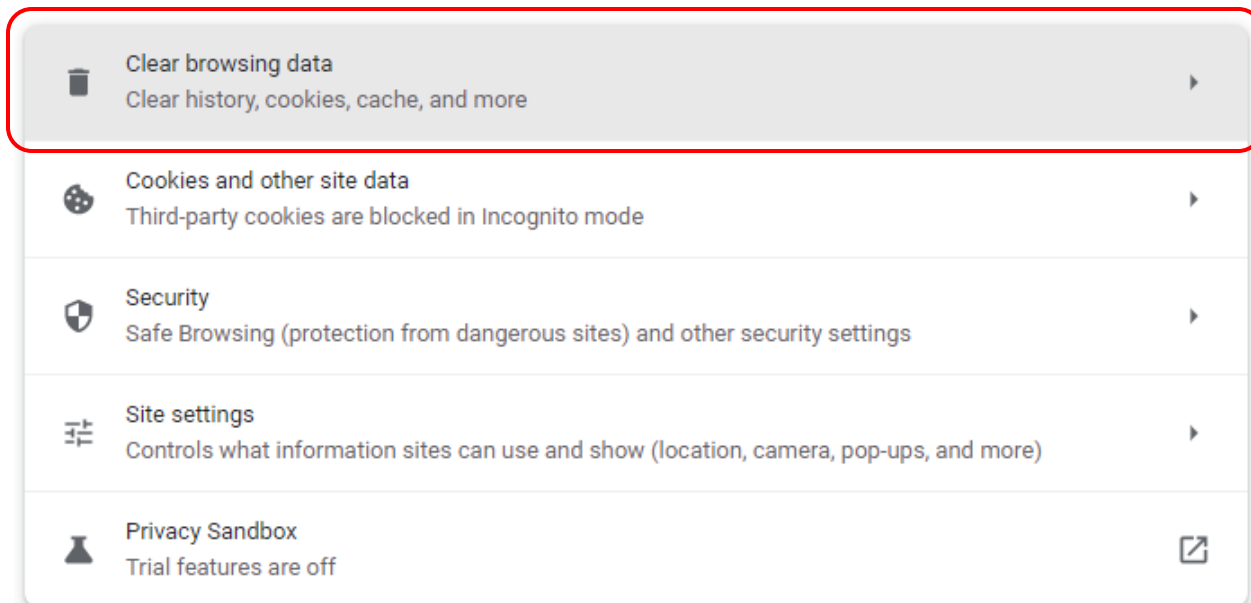 Clear browsing data
Clear history, cookies, cache, and more
Cookies and other site data
Third-party cookies are blocked in Incognito mode
Security
Safe Browsing (protection from dangerous sites) and other security settings
Site settings
Controls what information sites can use and show (location, camera, pop-ups, and more)
Privacy Sandbox
Trial features are off